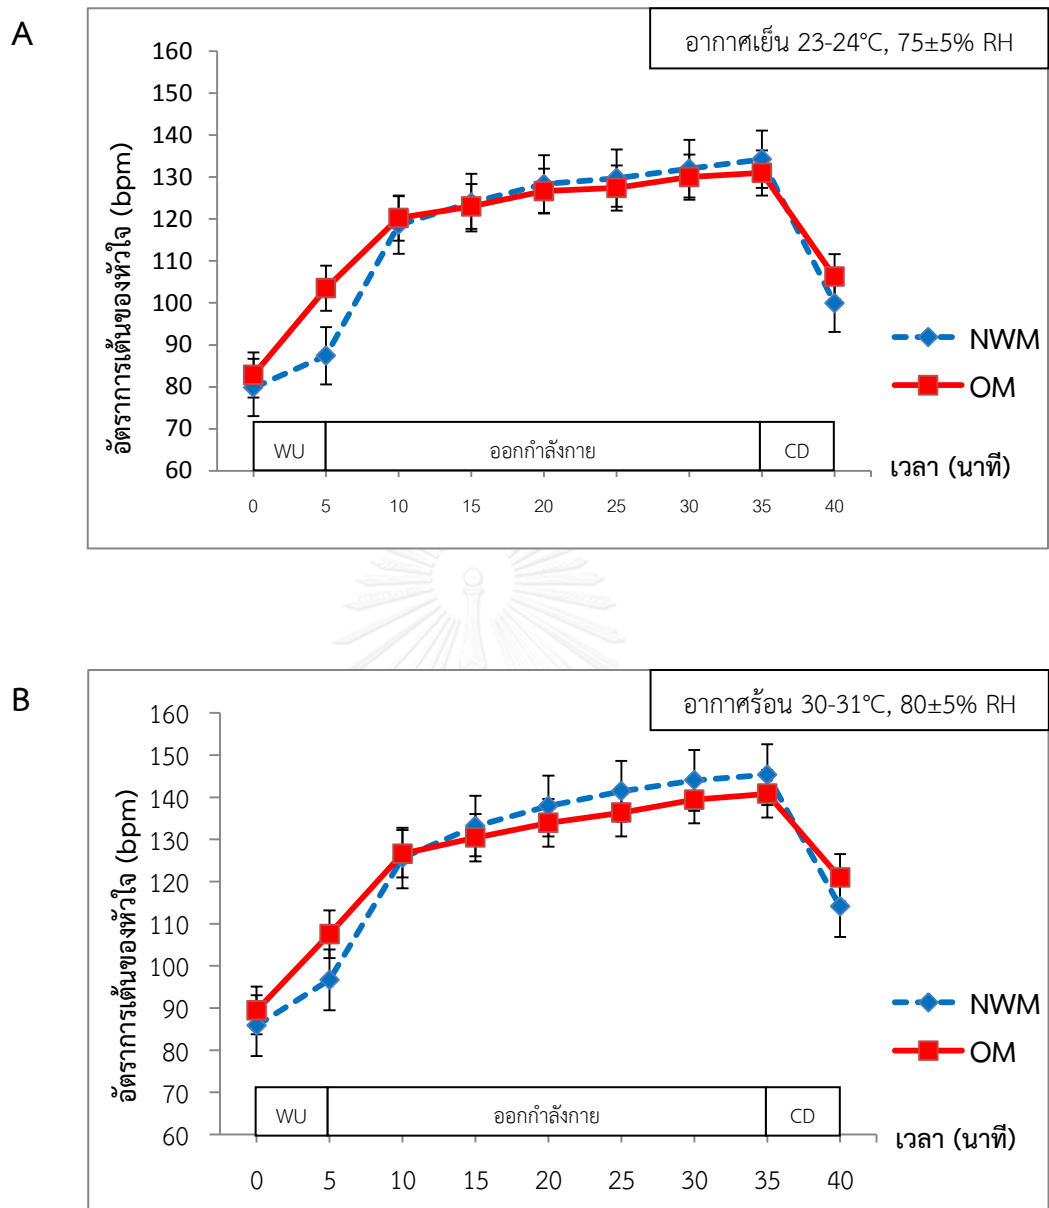 A
อากาศเย็น 23-24°C, 75±5% RH
อัตราการเต้นของหัวใจ (bpm)
160
150
140
130
120
110
100
90
80
70
60
NWM
OM
WU ออกกำลังกาย CD
เวลา (นาที)
0 5 10 15 20 25 30 35 40
B
อากาศร้อน 30-31°C, 80±5% RH
อัตราการเต้นของหัวใจ (bpm)
160
150
140
130
120
110
100
90
80
70
60
NWM
OM
WU ออกกำลังกาย CD
เวลา (นาที)
0 5 10 15 20 25 30 35 40